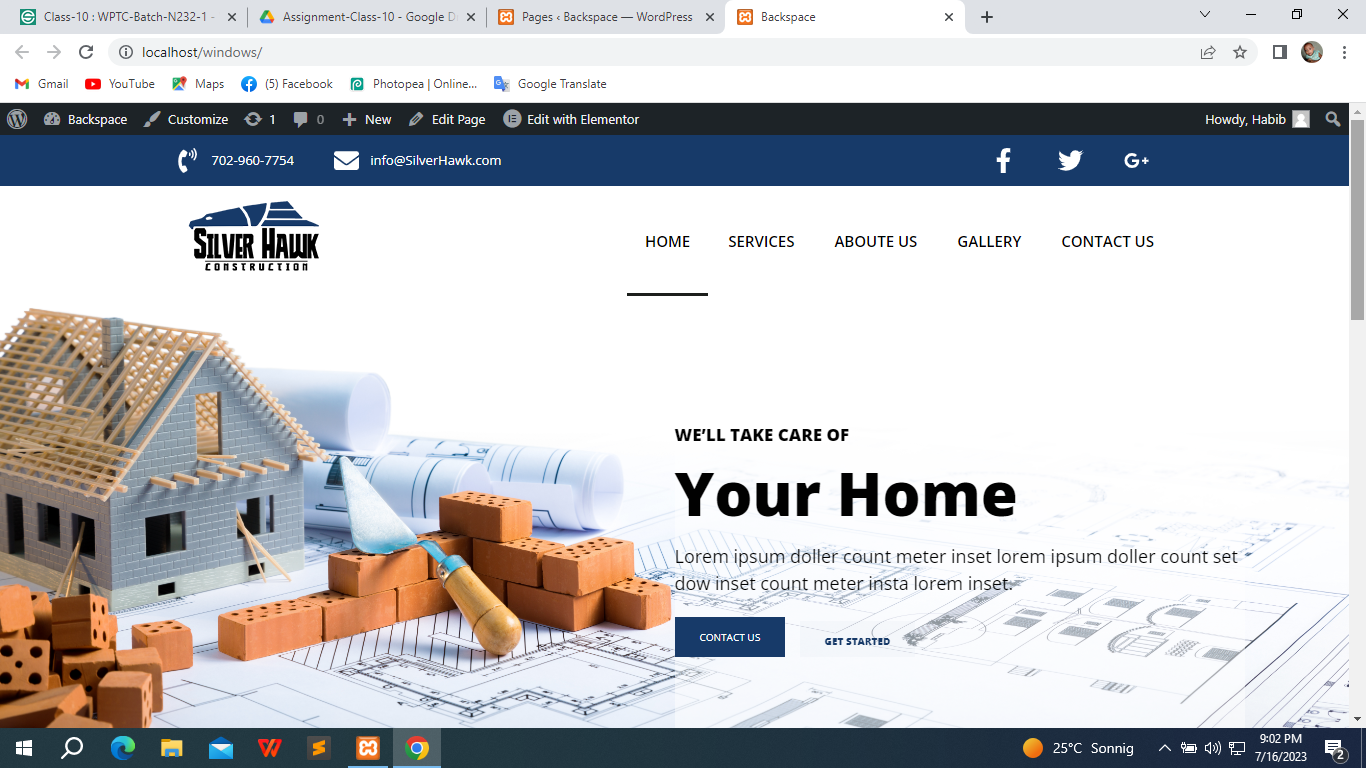 Class-10 : WPTC-Batch-N232-1 -
Assignment-Class-10 - Google D
Pages ‹ Backspace — WordPress
Backspace
localhost/windows/
Gmail
YouTube
Maps
(5) Facebook
Photopea | Online...
Google Translate
Backspace
Customize
1
0
New
Edit Page
Edit with Elementor
Howdy, Habib
702-960-7754
info@SilverHawk.com
G+
SILVER HAWK
CONSTRUCTION
HOME
SERVICES
ABOUTE US
GALLERY
CONTACT US
WE’LL TAKE CARE OF
Your Home
Lorem ipsum doller count meter inset lorem ipsum doller count set
dow inset count meter insta lorem inset.
CONTACT US
GET STARTED
25°C Sonnig
9:02 PM
7/16/2023
2